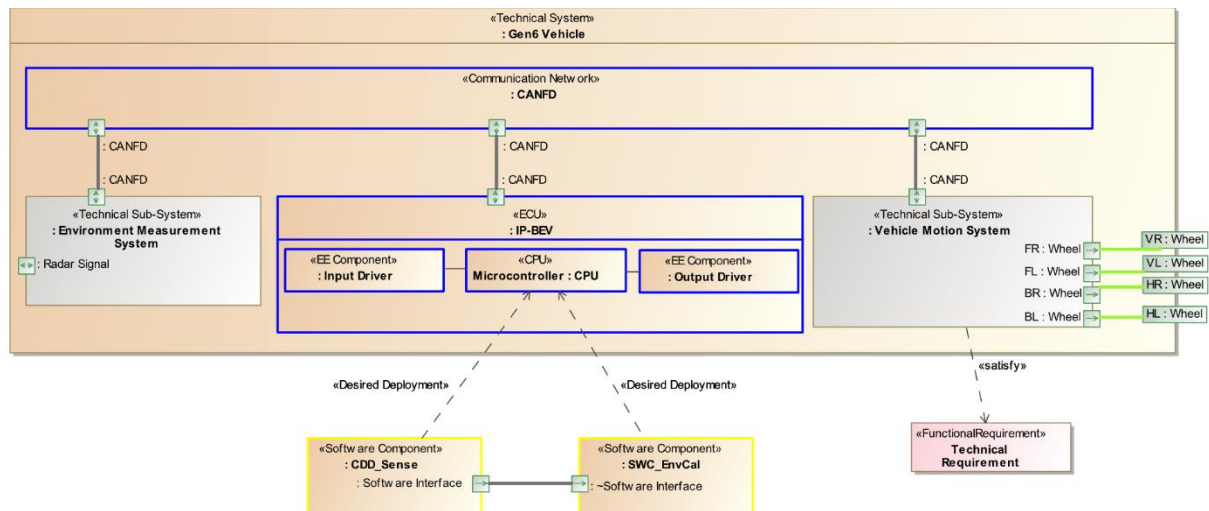 «Technical System»
: Gen6 Vehicle
«Communication Network»
: CANFD
: CANFD
: CANFD
: CANFD
: CANFD
: CANFD
: CANFD
«Technical Sub-System»
: Environment Measurement
System
: Radar Signal
«ECU»
: IP-BEV
«EE Component»
: Input Driver
«CPU»
Microcontroller : CPU
«EE Component»
: Output Driver
«Technical Sub-System»
: Vehicle Motion System
FR : Wheel
FL : Wheel
BR : Wheel
BL : Wheel
VR : Wheel
VL : Wheel
HR : Wheel
HL : Wheel
«Desired Deployment»
«Desired Deployment»
«satisfy»
«Software Component»
: CDD_Sense
: Software Interface
«Software Component»
: SWC_EnvCal
: ~Software Interface
«FunctionalRequirement»
Technical
Requirement